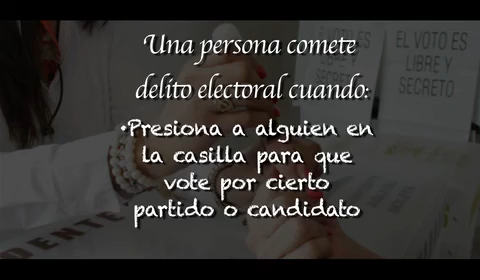 Una persona comete
delito electoral cuando:
•Presiona a alguien en
la casilla para que
vote por cierto
partido o candidato
EL VOTO ES
LIBRE Y
SECRETO